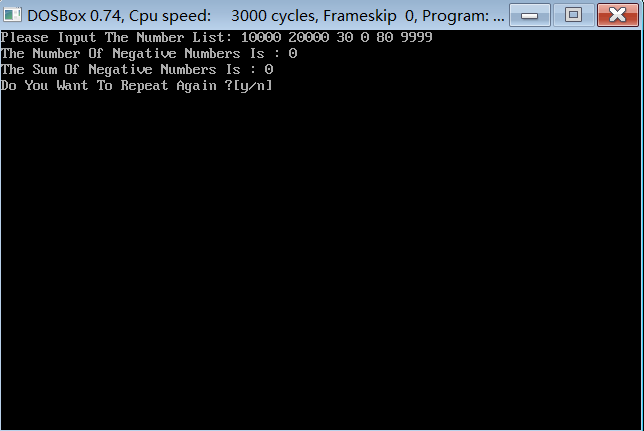 DOSBox 0.74, Cpu speed: 3000 cycles, Frameskip 0, Program: ...
Please Input The Number List: 10000 20000 30 0 80 9999
The Number Of Negative Numbers Is : 0
The Sum Of Negative Numbers Is : 0
Do You Want To Repeat Again ?[y/n]